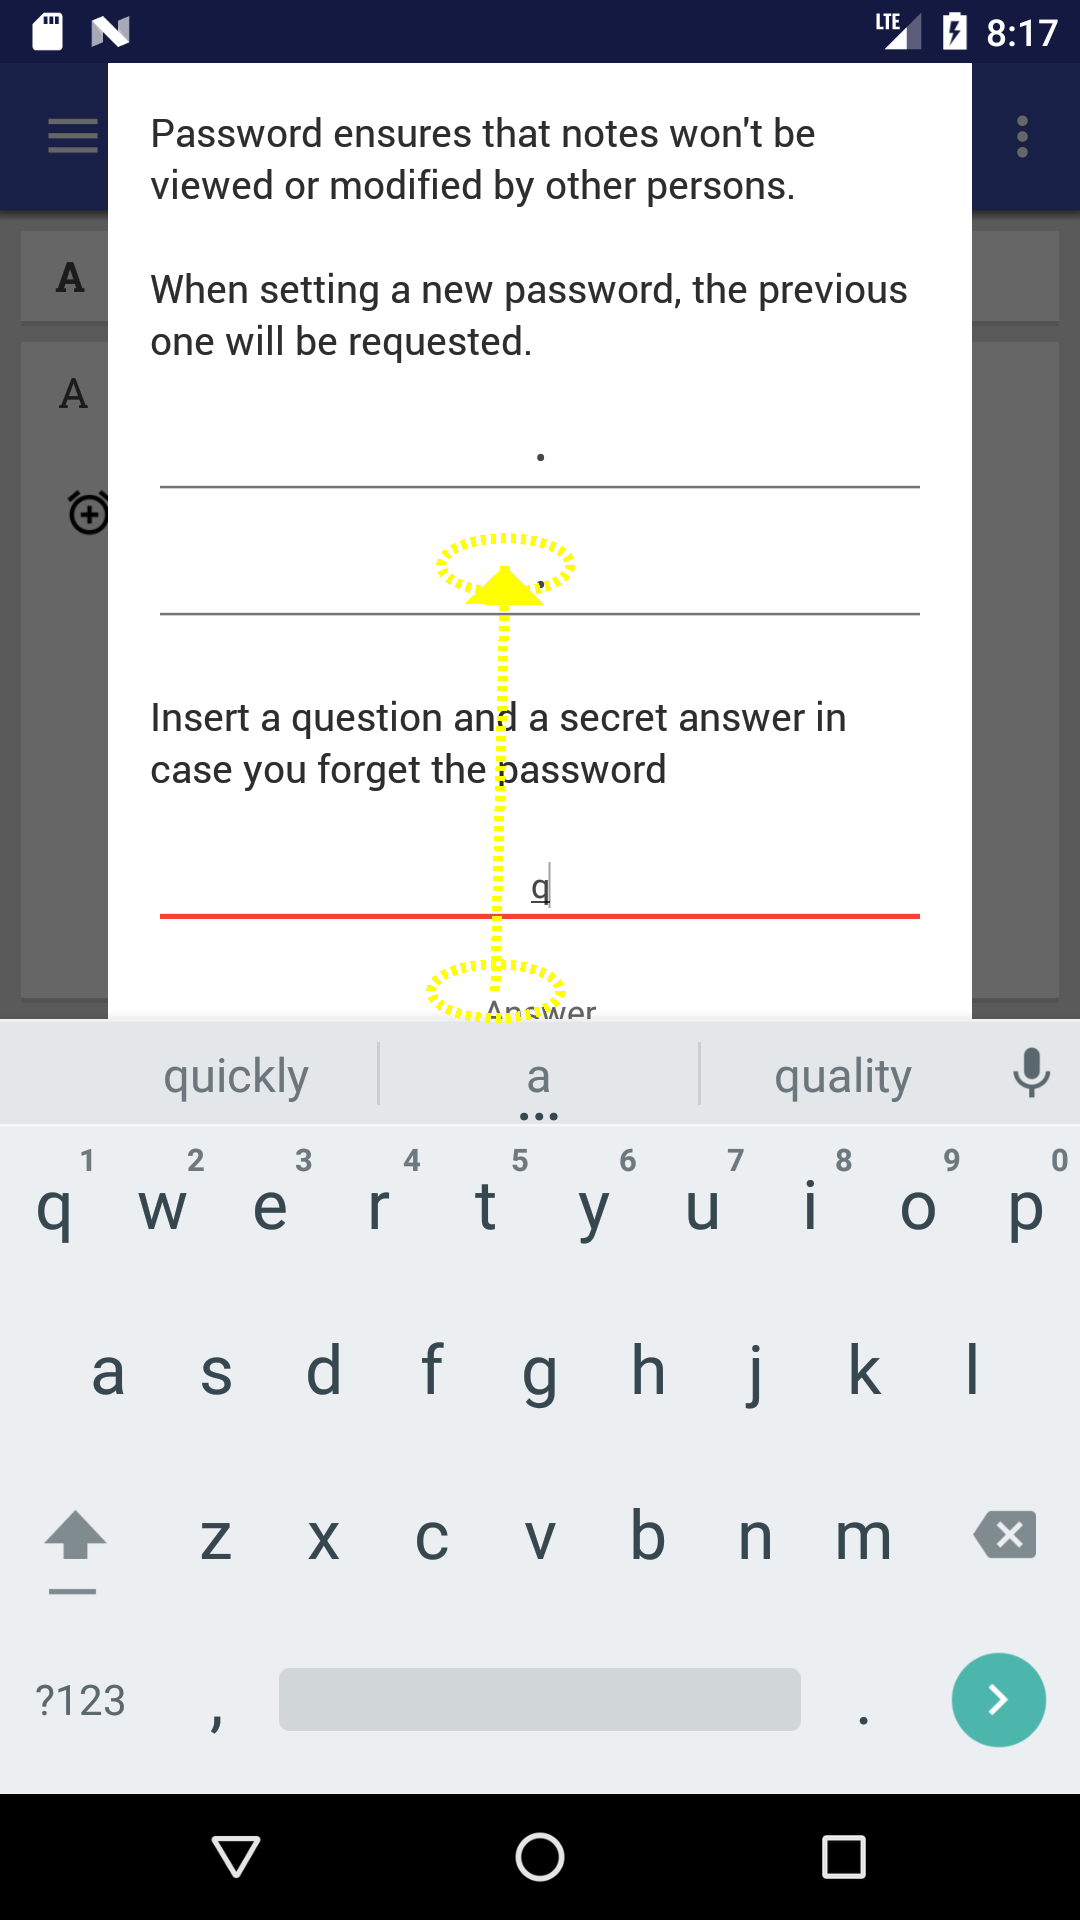 LTE 8:17
Password ensures that notes won't be
viewed or modified by other persons.
When setting a new password, the previous
one will be requested.
A
A
Insert a question and a secret answer in
case you forget the password
q
Answer
quickly a quality
1 2 3 4 5 6 7 8 9 0
q w e r t y u i o p
a s d f g h j k l
z x c v b n m
?123 , .